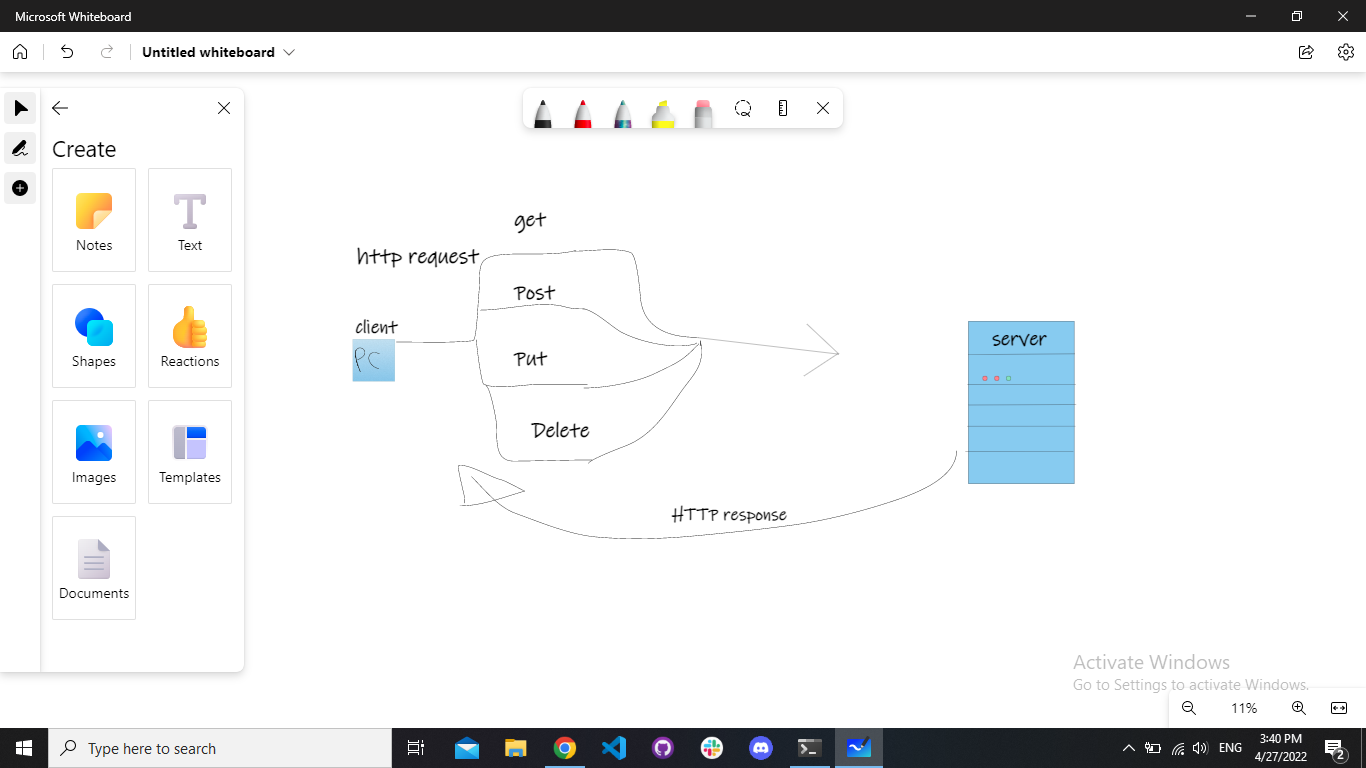 Microsoft Whiteboard
Untitled whiteboard
Create
Notes
Text
Shapes
Reactions
Images
Templates
Documents
get
http request
Post
client
PC
Put
Delete
server
HTTP response
Activate Windows
Go to Settings to activate Windows.
11%
Type here to search
ENG
3:40 PM
4/27/2022
2